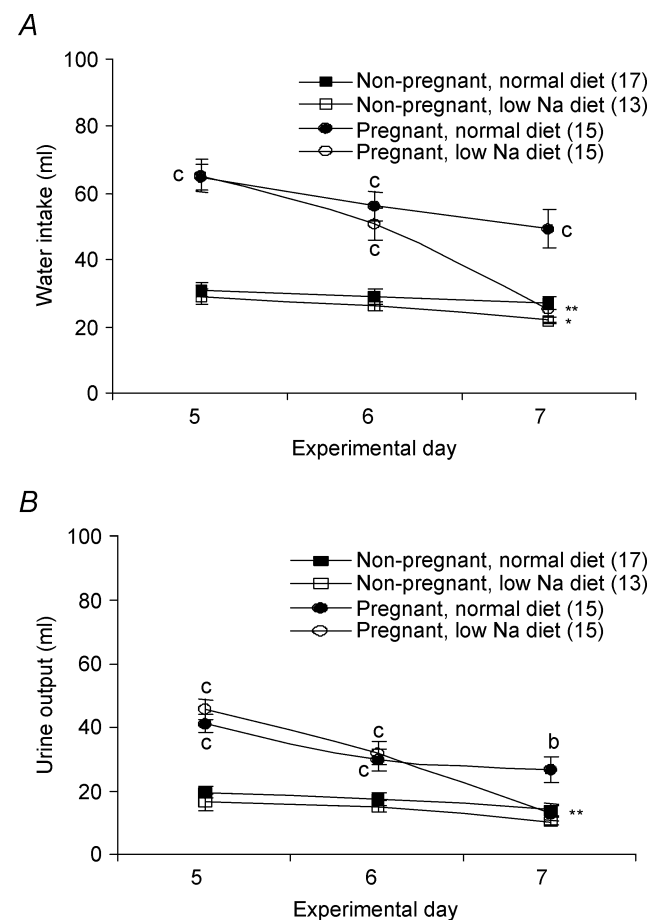 A
100
80
60
40
20
0
Water intake (ml)
Non-pregnant, normal diet (17)
Non-pregnant, low Na diet (13)
Pregnant, normal diet (15)
Pregnant, low Na diet (15)
c
c
c
c
**
*
5 6 7
Experimental day
B
100
80
60
40
20
0
Urine output (ml)
Non-pregnant, normal diet (17)
Non-pregnant, low Na diet (13)
Pregnant, normal diet (15)
Pregnant, low Na diet (15)
c
c
c
c
b
**
5 6 7
Experimental day